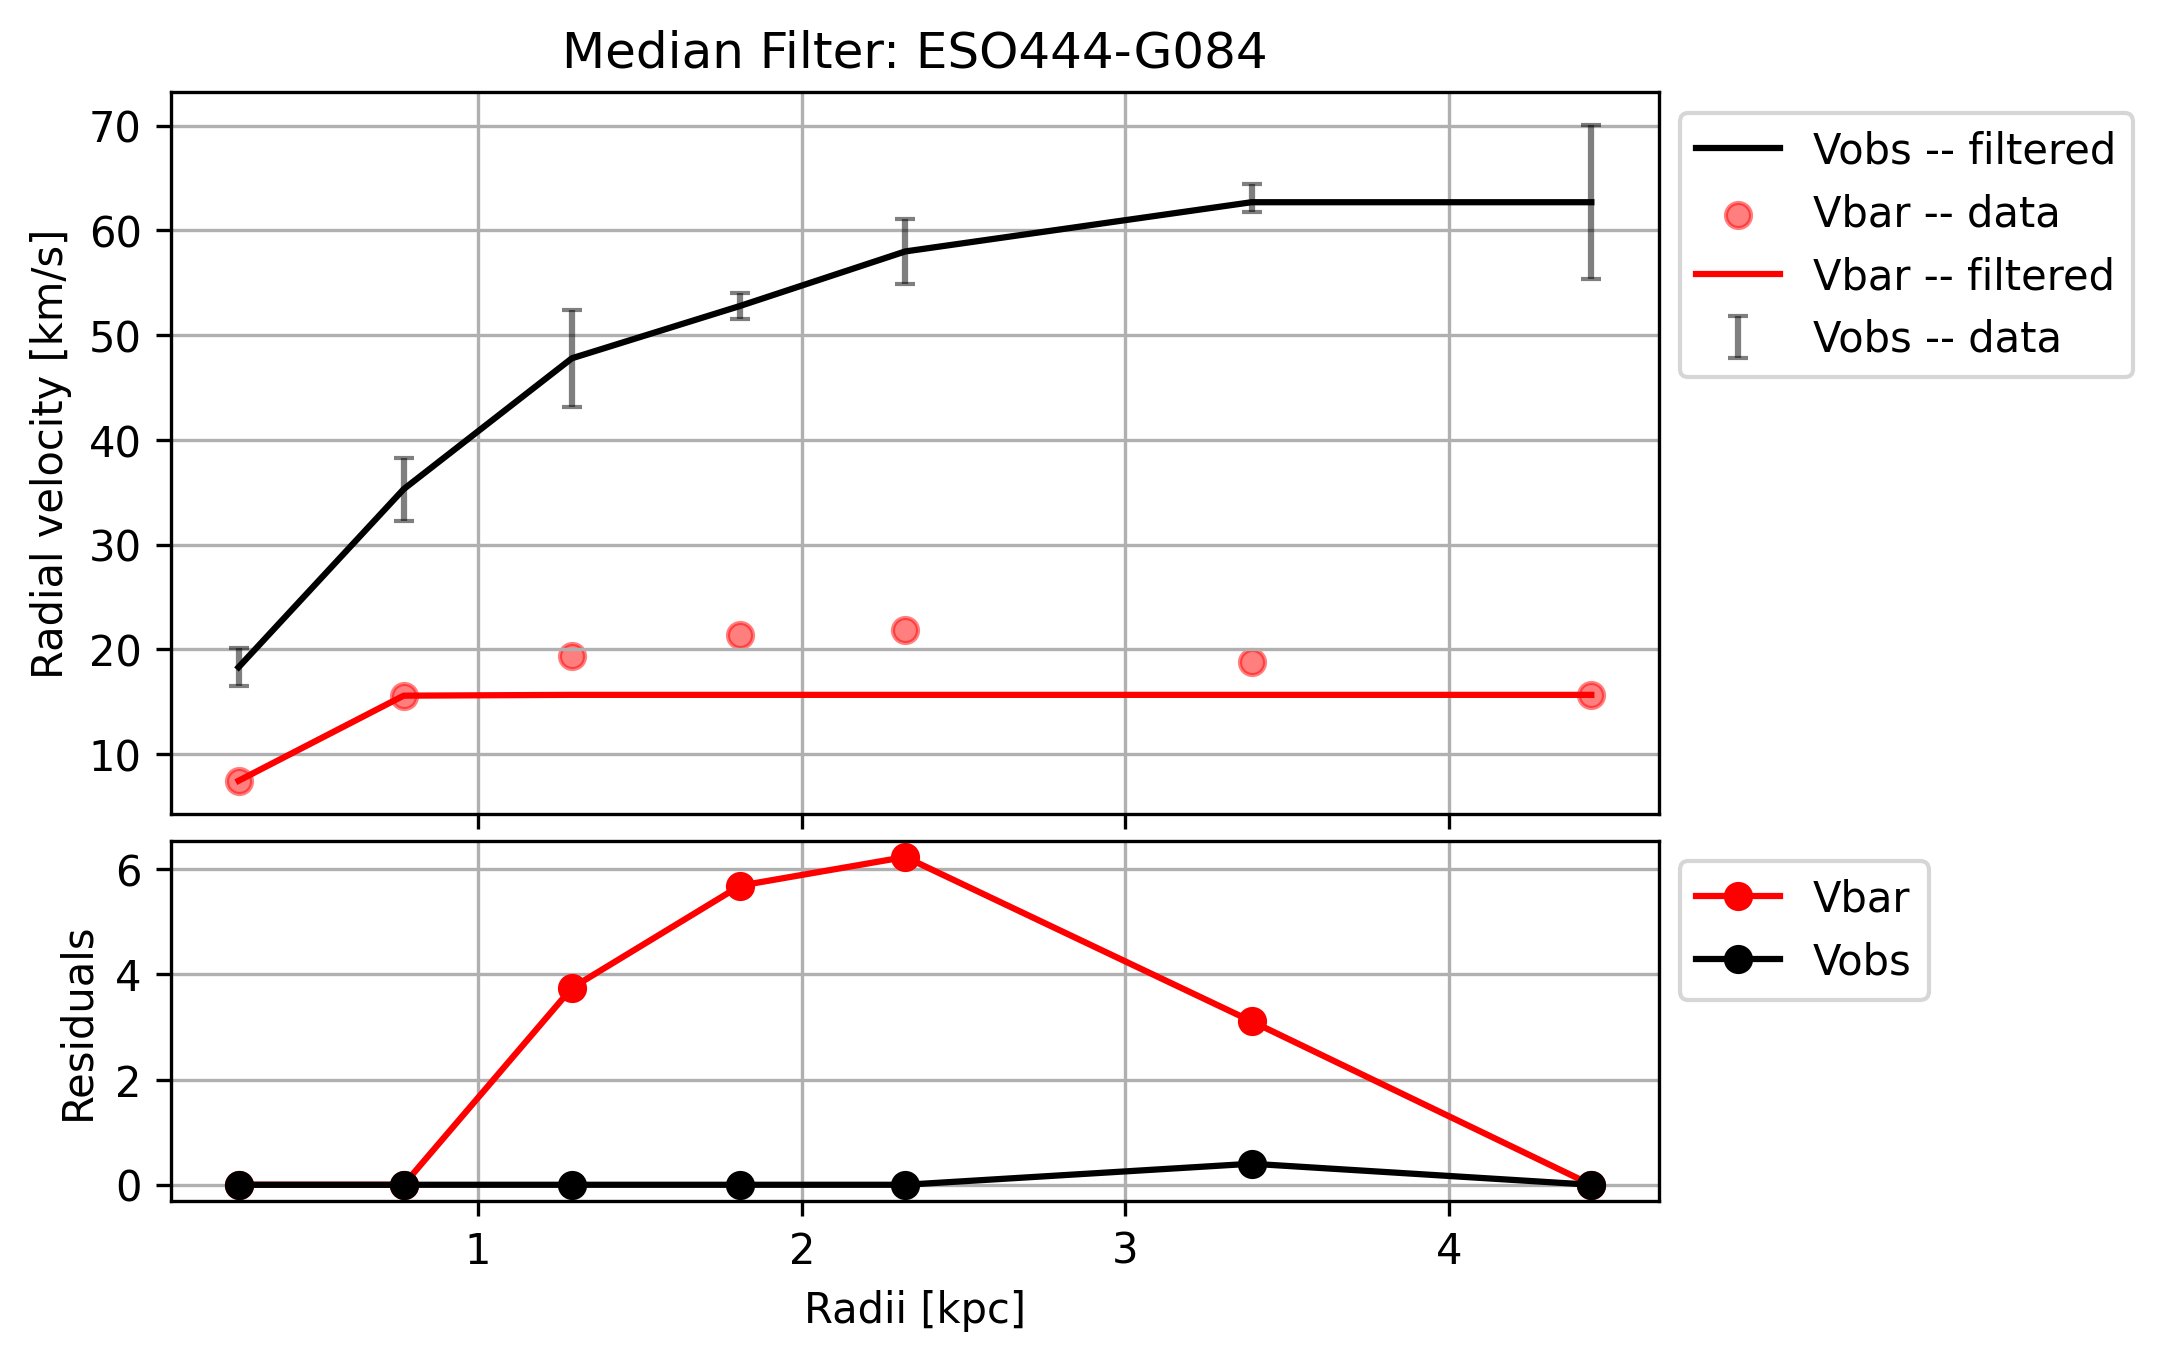 Median Filter: ESO444-G084
70
60
50
40
30
20
10
Radial velocity [km/s]
Vobs -- filtered
Vbar -- data
Vbar -- filtered
Vobs -- data
6
4
2
0
Residuals
Vbar
Vobs
1 2 3 4
Radii [kpc]